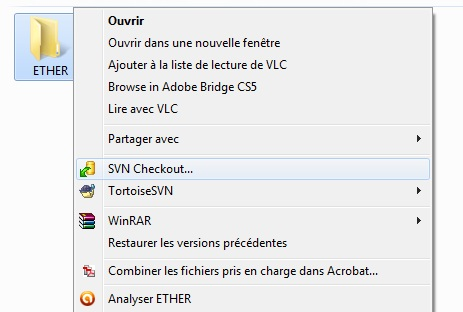 ETHER
Ouvrir
Ouvrir dans une nouvelle fenêtre
Ajouter à la liste de lecture de VLC
Browse in Adobe Bridge CS5
Lire avec VLC
Partager avec
SVN Checkout...
TortoiseSVN
WinRAR
Restaurer les versions précédentes
Combiner les fichiers pris en charge dans Acrobat...
Analyser ETHER